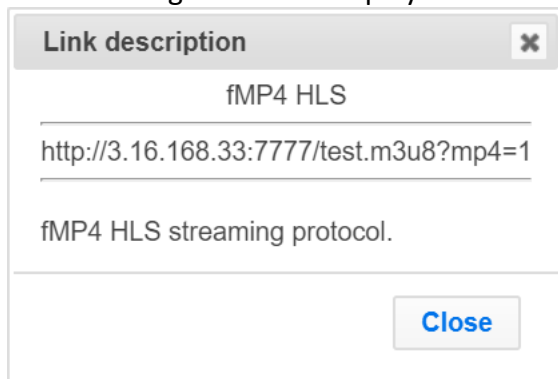 Link description
fMP4 HLS
http://3.16.168.33:7777/test.m3u8?mp4=1
fMP4 HLS streaming protocol.
Close